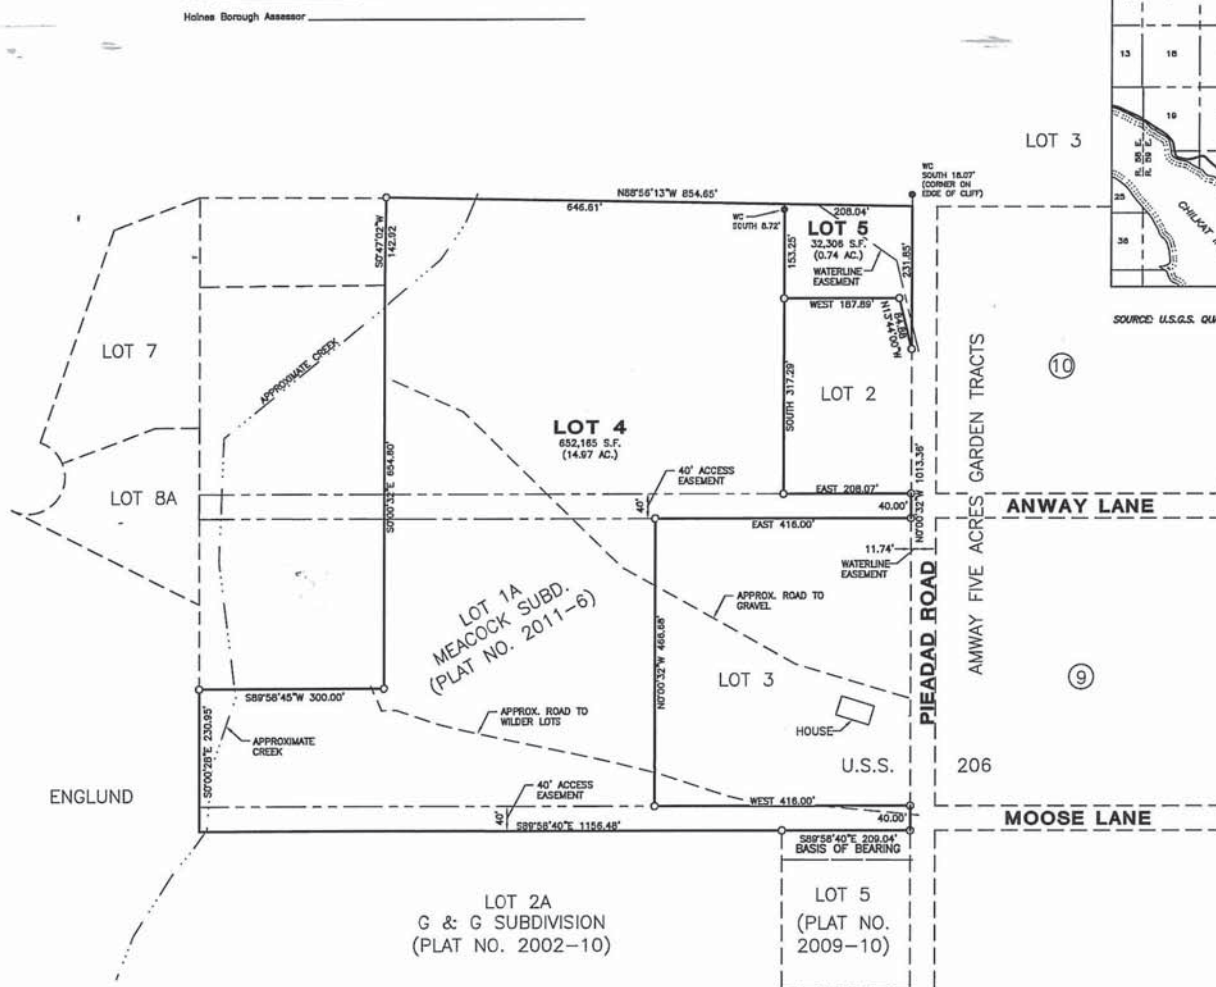 Haines Borough Assessor
13
18
19
R. 58 E.
R. 59 E.
25
36
CHILKAT
SOURCE: U.S.G.S.
LOT 3
WC
SOUTH 18.07'
(CORNER ON
EDGE OF CLIFF)
N88°56'13"W 854.65'
646.61'
208.04'
WC
SOUTH 8.72'
LOT 5
32,306 S.F.
(0.74 AC.)
WATERLINE
EASEMENT
231.85'
153.25'
WEST 187.89'
84.88
N13°44'00"W
S0°47'02"W
142.92
LOT 7
APPROXIMATE CREEK
LOT 4
652,165 S.F.
(14.97 AC.)
SOUTH 317.29'
LOT 2
10
AMWAY FIVE ACRES GARDEN TRACTS
S0°00'32"E 654.80'
LOT 8A
40' ACCESS
EASEMENT
40'
EAST 208.07'
40.00'
N0°00'32"W 1013.36'
ANWAY LANE
EAST 416.00'
11.74'
WATERLINE
EASEMENT
LOT 1A
MEACOCK SUBD.
(PLAT NO. 2011-6)
APPROX. ROAD TO
GRAVEL
PIEADAD ROAD
N0°00'32"W 466.68'
LOT 3
9
S89°58'45"W 300.00'
APPROX. ROAD TO
WILDER LOTS
HOUSE
S0°00'28"E 230.95'
APPROXIMATE
CREEK
U.S.S. 206
ENGLUND
40' ACCESS
EASEMENT
40'
WEST 416.00'
40.00'
MOOSE LANE
S89°58'40"E 1156.48'
S89°58'40"E 209.04'
BASIS OF BEARING
LOT 2A
G & G SUBDIVISION
(PLAT NO. 2002-10)
LOT 5
(PLAT NO.
2009-10)